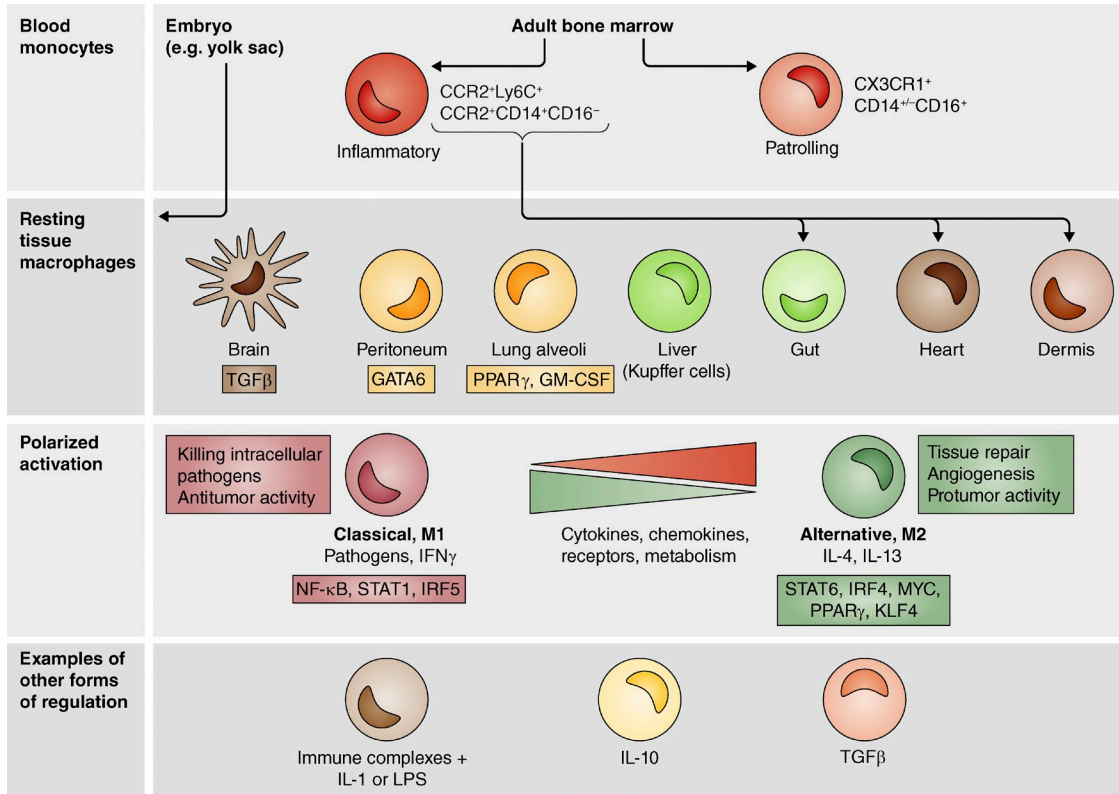 Blood
monocytes
Embryo
(e.g. yolk sac)
Adult bone marrow
CCR2⁺Ly6C⁺
CCR2⁺CD14⁺CD16⁻
Inflammatory
CX3CR1⁺
CD14⁺/⁻CD16⁺
Patrolling
Resting
tissue
macrophages
Brain
TGFβ
Peritoneum
GATA6
Lung alveoli
PPARγ, GM-CSF
Liver
(Kupffer cells)
Gut
Heart
Dermis
Polarized
activation
Killing intracellular
pathogens
Antitumor activity
Classical, M1
Pathogens, IFNγ
NF-κB, STAT1, IRF5
Cytokines, chemokines,
receptors, metabolism
Tissue repair
Angiogenesis
Protumor activity
Alternative, M2
IL-4, IL-13
STAT6, IRF4, MYC,
PPARγ, KLF4
Examples of
other forms
of regulation
Immune complexes +
IL-1 or LPS
IL-10
TGFβ